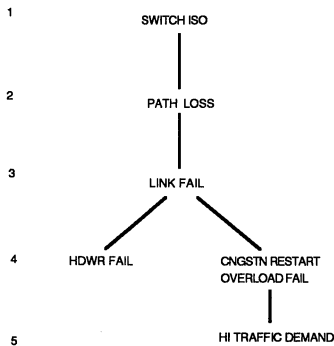 1
SWITCH ISO
2
PATH LOSS
3
LINK FAIL
4
HDWR FAIL
CNGSTN RESTART
OVERLOAD FAIL
5
HI TRAFFIC DEMAND